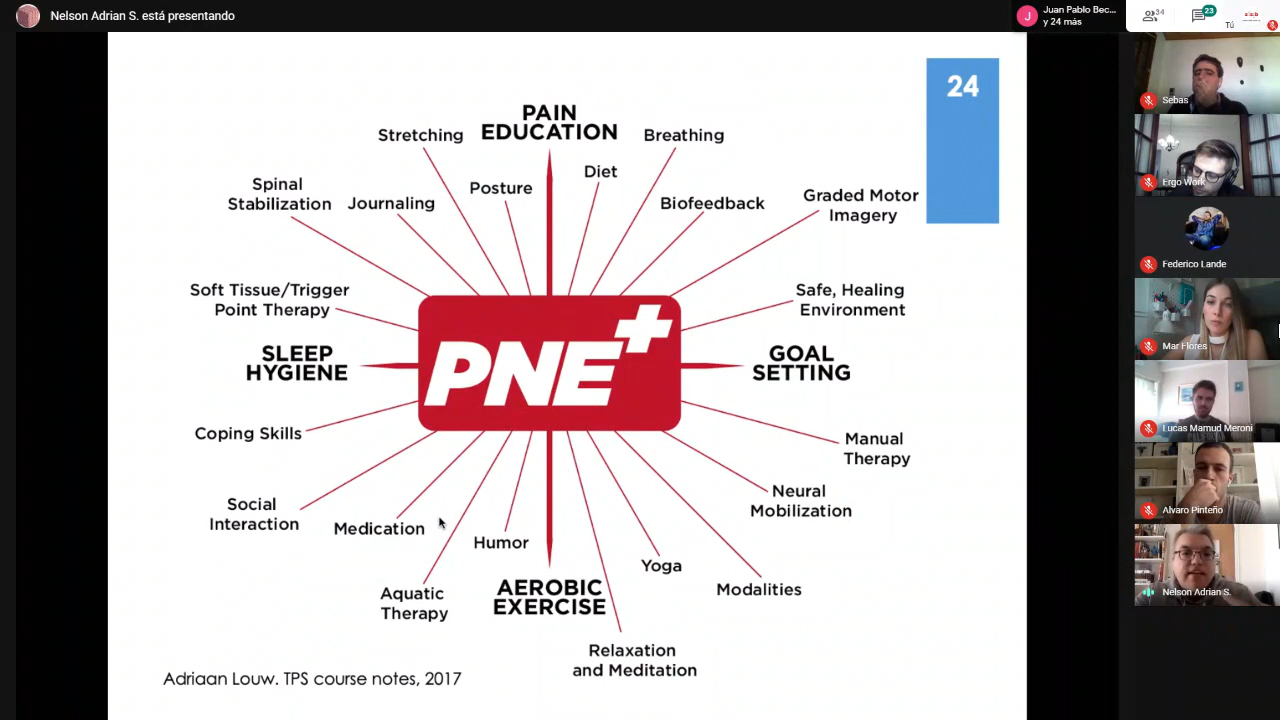 Nelson Adrian S. está presentando
Juan Pablo Bec...
y 24 más
34
23
Tú
24
PAIN
EDUCATION
Stretching
Breathing
Diet
Posture
Spinal
Stabilization
Journaling
Biofeedback
Graded Motor
Imagery
Soft Tissue/Trigger
Point Therapy
Safe, Healing
Environment
SLEEP
HYGIENE
PNE+
GOAL
SETTING
Coping Skills
Manual
Therapy
Social
Interaction
Medication
Neural
Mobilization
Humor
Yoga
Modalities
Aquatic
Therapy
AEROBIC
EXERCISE
Relaxation
and Meditation
Adriaan Louw. TPS course notes, 2017
Sebas
Ergo Work
Federico Lande
Mar Flores
Lucas Mamud Meroni
Alvaro Pinteño
Nelson Adrian S.